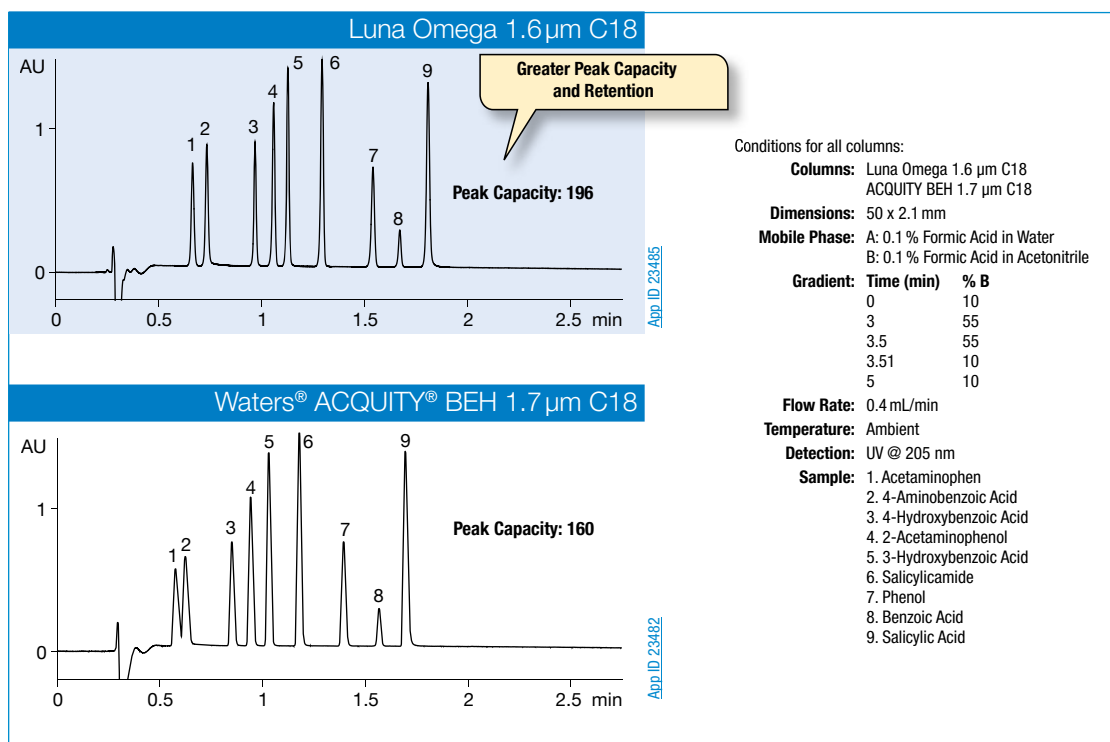 Luna Omega 1.6 µm C18
AU
1
0
1
2
3
4
5
6
7
8
9
Greater Peak Capacity
and Retention
Peak Capacity: 196
0
0.5
1
1.5
2
2.5
min
App ID 23485
Waters® ACQUITY® BEH 1.7 µm C18
AU
1
0
1
2
3
4
5
6
7
8
9
Peak Capacity: 160
0
0.5
1
1.5
2
2.5
min
App ID 23482
Conditions for all columns:
Columns: Luna Omega 1.6 µm C18
ACQUITY BEH 1.7 µm C18
Dimensions: 50 x 2.1 mm
Mobile Phase: A: 0.1 % Formic Acid in Water
B: 0.1 % Formic Acid in Acetonitrile
Gradient: Time (min) % B
0 10
3 55
3.5 55
3.51 10
5 10
Flow Rate: 0.4 mL/min
Temperature: Ambient
Detection: UV @ 205 nm
Sample: 1. Acetaminophen
2. 4-Aminobenzoic Acid
3. 4-Hydroxybenzoic Acid
4. 2-Acetaminophenol
5. 3-Hydroxybenzoic Acid
6. Salicylicamide
7. Phenol
8. Benzoic Acid
9. Salicylic Acid